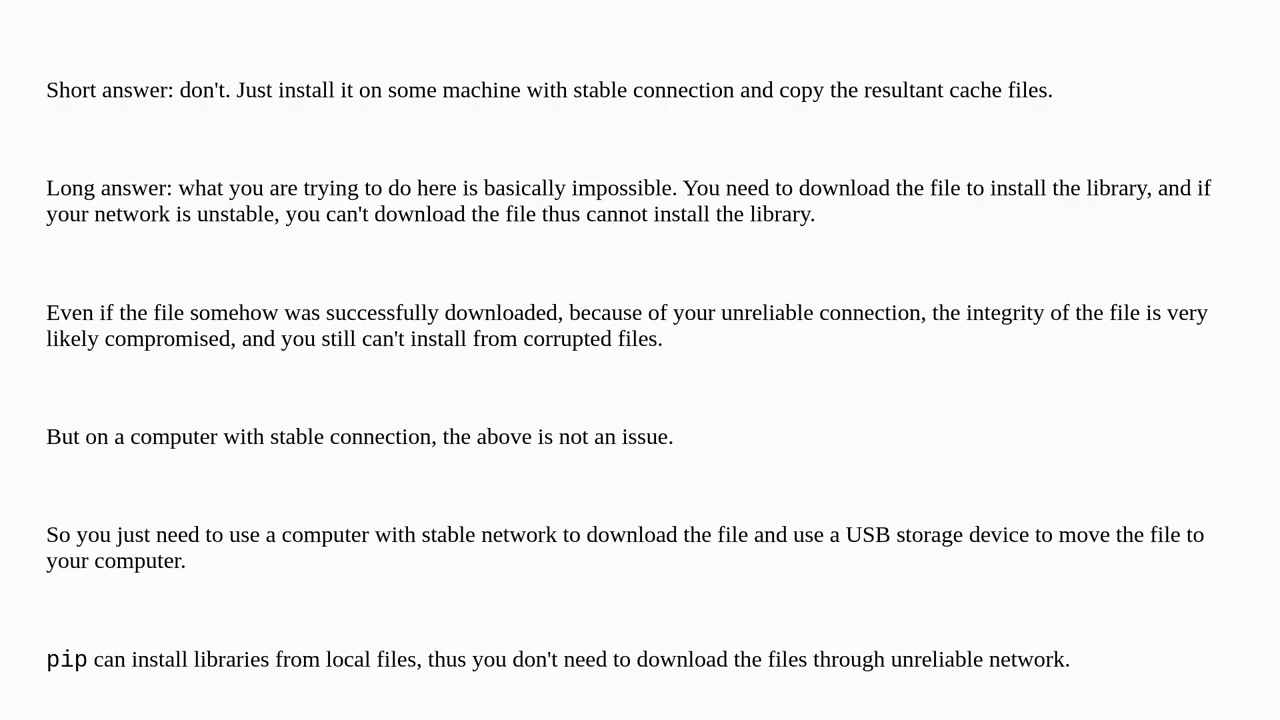 Short answer: don't. Just install it on some machine with stable connection and copy the resultant cache files.
Long answer: what you are trying to do here is basically impossible. You need to download the file to install the library, and if
your network is unstable, you can't download the file thus cannot install the library.
Even if the file somehow was successfully downloaded, because of your unreliable connection, the integrity of the file is very
likely compromised, and you still can't install from corrupted files.
But on a computer with stable connection, the above is not an issue.
So you just need to use a computer with stable network to download the file and use a USB storage device to move the file to
your computer.
pip can install libraries from local files, thus you don't need to download the files through unreliable network.